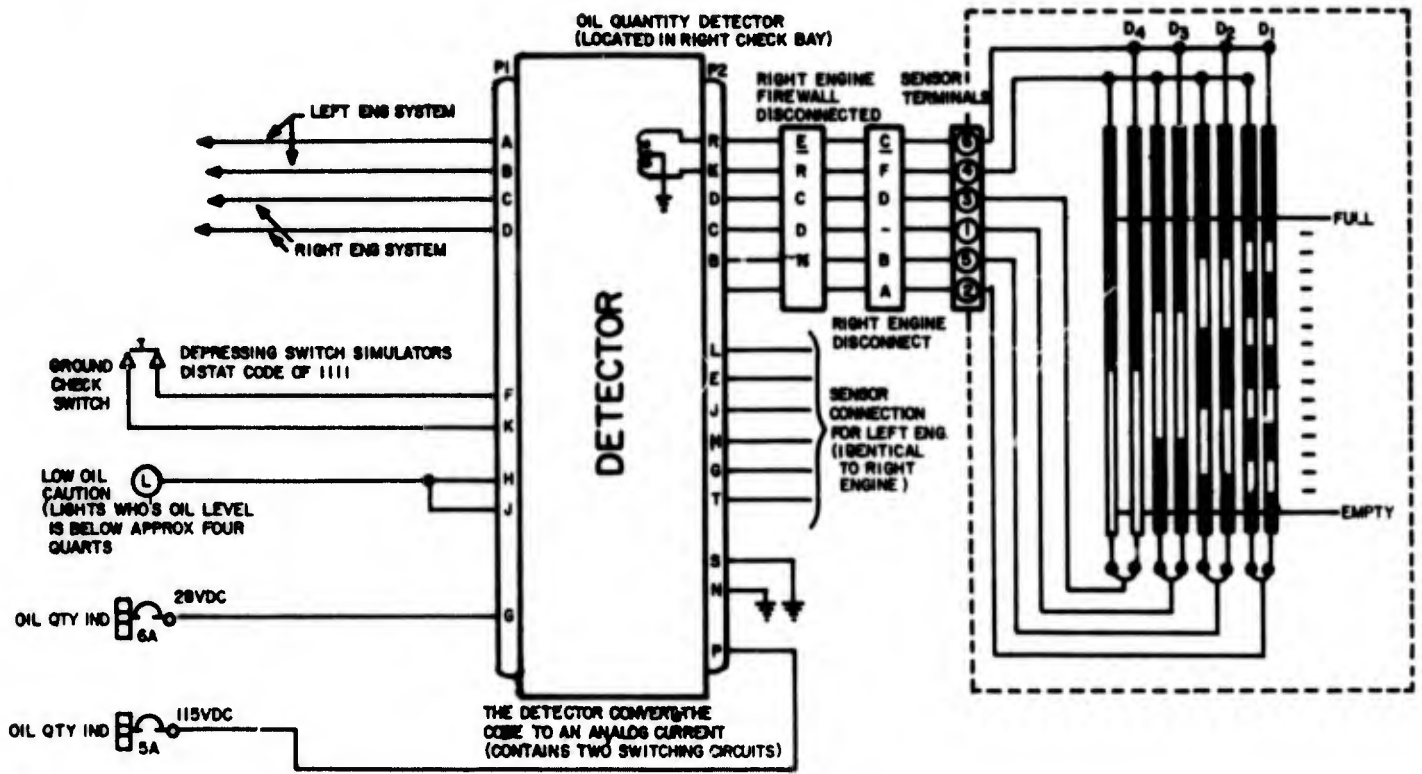 OIL QUANTITY DETECTOR
(LOCATED IN RIGHT CHECK BAY)
P1
P2
LEFT ENG SYSTEM
RIGHT ENG SYSTEM
A
B
C
D
GROUND
CHECK
SWITCH
DEPRESSING SWITCH SIMULATORS
DISTAT CODE OF 1111
F
K
LOW OIL
CAUTION
L
(LIGHTS WHO'S OIL LEVEL
IS BELOW APPROX FOUR
QUARTS
H
J
OIL QTY IND
6A
28VDC
G
OIL QTY IND
5A
115VDC
DETECTOR
THE DETECTOR CONVERT THE
CODE TO AN ANALOG CURRENT
(CONTAINS TWO SWITCHING CIRCUITS)
R
E
D
C
B
L
E
J
M
G
T
S
N
P
RIGHT ENGINE
FIREWALL
DISCONNECTED
E
R
C
D
N
C
F
D
-
B
A
RIGHT ENGINE
DISCONNECT
SENSOR
TERMINALS
4
3
1
2
SENSOR
CONNECTION
FOR LEFT ENG.
(IDENTICAL
TO RIGHT
ENGINE)
D4 D3 D2 D1
FULL
EMPTY